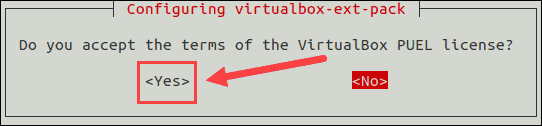 Configuring virtualbox-ext-pack
Do you accept the terms of the VirtualBox PUEL license?
<Yes> <No>